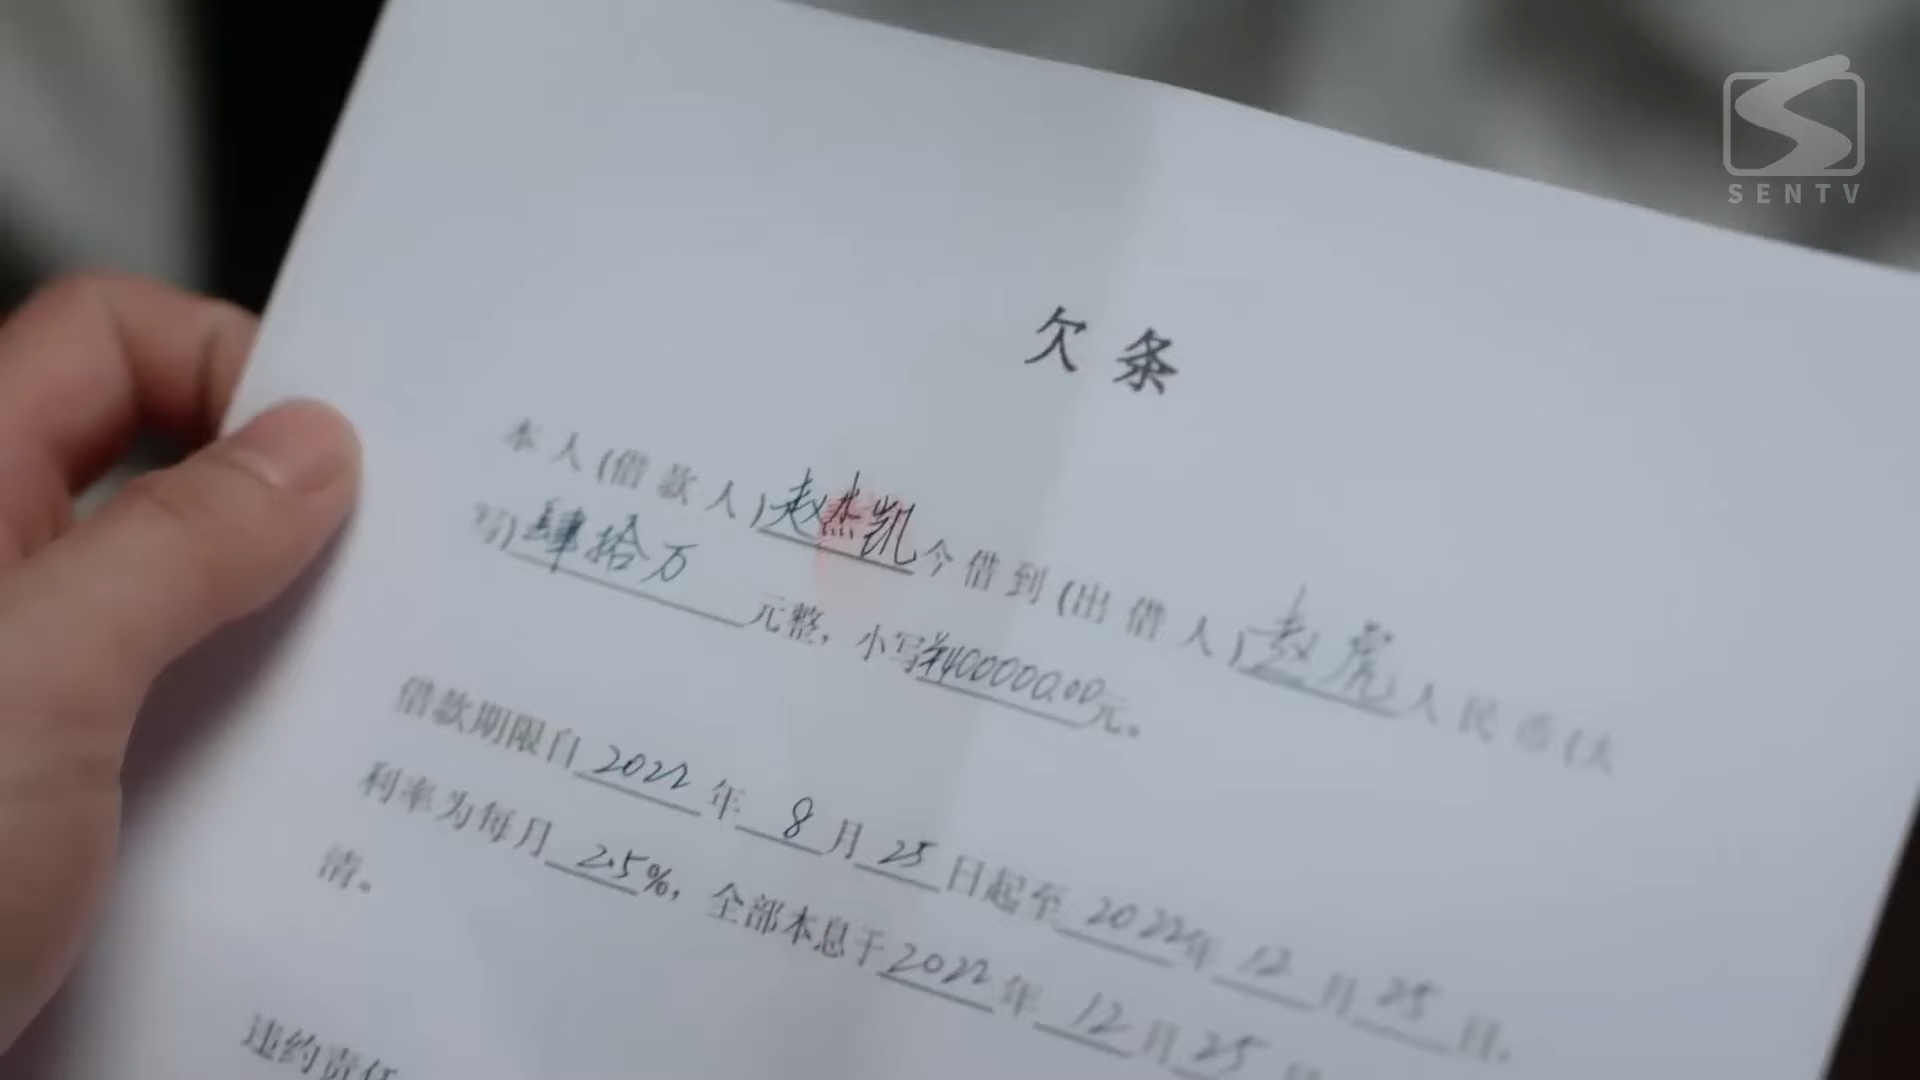 SENTV
欠条
本人(借款人)赵杰凯今借到(出借人)赵虎人民币(大
写)肆拾万元整，小写¥400000.00元。
借款期限自2022年8月25日起至2022年12月25日，
利率为每月2.5%，全部本息于2022年12月25日
清。
违约责任